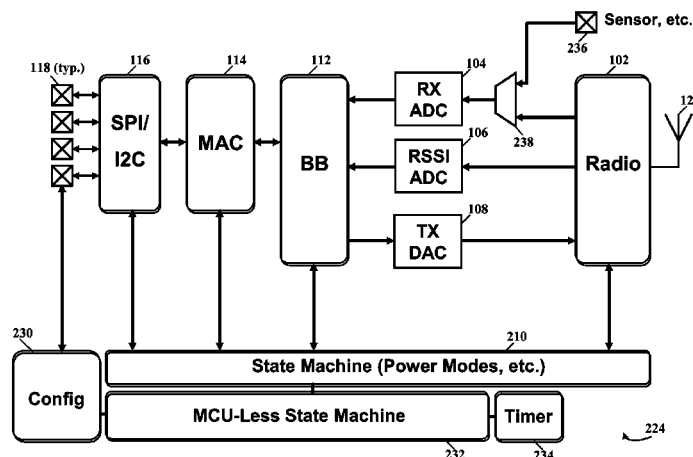 Sensor, etc.
236
118 (typ.)
116
114
112
104
102
12
SPI/
I2C
MAC
BB
RX
ADC
238
106
RSSI
ADC
Radio
108
TX
DAC
230
210
Config
State Machine (Power Modes, etc.)
MCU-Less State Machine
Timer
224
232
234